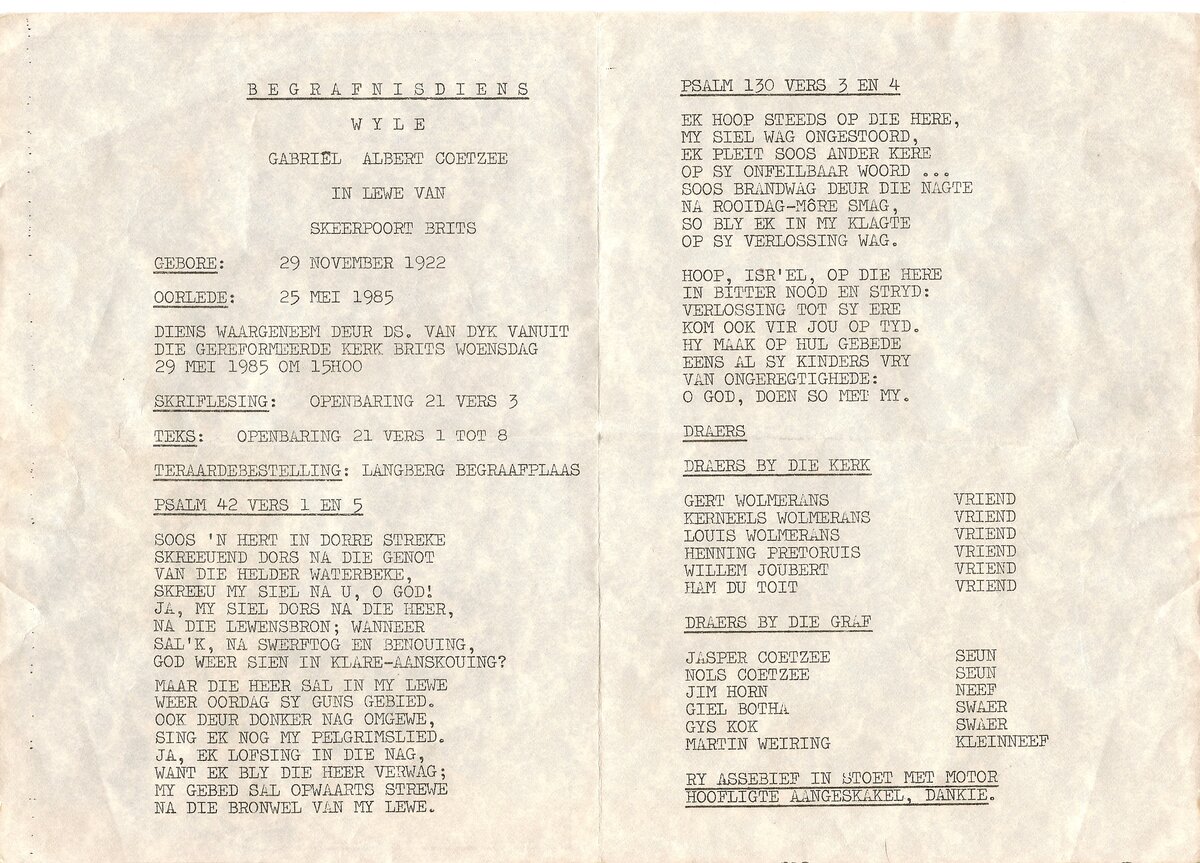 BEGRAFNISDIENS
WYLE
GABRIËL ALBERT COETZEE
IN LEWE VAN
SKEERPOORT BRITS
GEBORE: 29 NOVEMBER 1922
OORLEDE: 25 MEI 1985
DIENS WAARGENEEM DEUR DS. VAN DYK VANUIT
DIE GEREFORMEERDE KERK BRITS WOENSDAG
29 MEI 1985 OM 15H00
SKRIFLESING: OPENBARING 21 VERS 3
TEKS: OPENBARING 21 VERS 1 TOT 8
TERAARDEBESTELLING: LANGBERG BEGRAAFPLAAS
PSALM 42 VERS 1 EN 5
SOOS 'N HERT IN DORRE STREKE
SKREEUEND DORS NA DIE GENOT
VAN DIE HELDER WATERBEKE,
SKREEU MY SIEL NA U, O GOD!
JA, MY SIEL DORS NA DIE HEER,
NA DIE LEWENSBRON; WANNEER
SAL'K, NA SWERFTOG EN BENOUING,
GOD WEER SIEN IN KLARE-AANSKOUING?
MAAR DIE HEER SAL IN MY LEWE
WEER OORDAG SY GUNS GEBIED.
OOK DEUR DONKER NAG OMGEWE,
SING EK NOG MY PELGRIMSLIED.
JA, EK LOFSING IN DIE NAG,
WANT EK BLY DIE HEER VERWAG;
MY GEBED SAL OPWAARTS STREWE
NA DIE BRONWEL VAN MY LEWE.
PSALM 130 VERS 3 EN 4
EK HOOP STEEDS OP DIE HERE,
MY SIEL WAG ONGESTOORD,
EK PLEIT SOOS ANDER KERE
OP SY ONFEILBAAR WOORD ...
SOOS BRANDWAG DEUR DIE NAGTE
NA ROOIDAG-MÔRE SMAG,
SO BLY EK IN MY KLAGTE
OP SY VERLOSSING WAG.
HOOP, ISR'EL, OP DIE HERE
IN BITTER NOOD EN STRYD:
VERLOSSING TOT SY ERE
KOM OOK VIR JOU OP TYD.
HY MAAK OP HUL GEBEDE
EENS AL SY KINDERS VRY
VAN ONGEREGTIGHEDE:
O GOD, DOEN SO MET MY.
DRAERS
DRAERS BY DIE KERK
GERT WOLMERANS VRIEND
KERNEELS WOLMERANS VRIEND
LOUIS WOLMERANS VRIEND
HENNING PRETORUIS VRIEND
WILLEM JOUBERT VRIEND
HAM DU TOIT VRIEND
DRAERS BY DIE GRAF
JASPER COETZEE SEUN
NOLS COETZEE SEUN
JIM HORN NEEF
GIEL BOTHA SWAER
GYS KOK SWAER
MARTIN WEIRING KLEINNEEF
RY ASSEBIEF IN STOET MET MOTOR
HOOFLIGTE AANGESKAKEL, DANKIE.